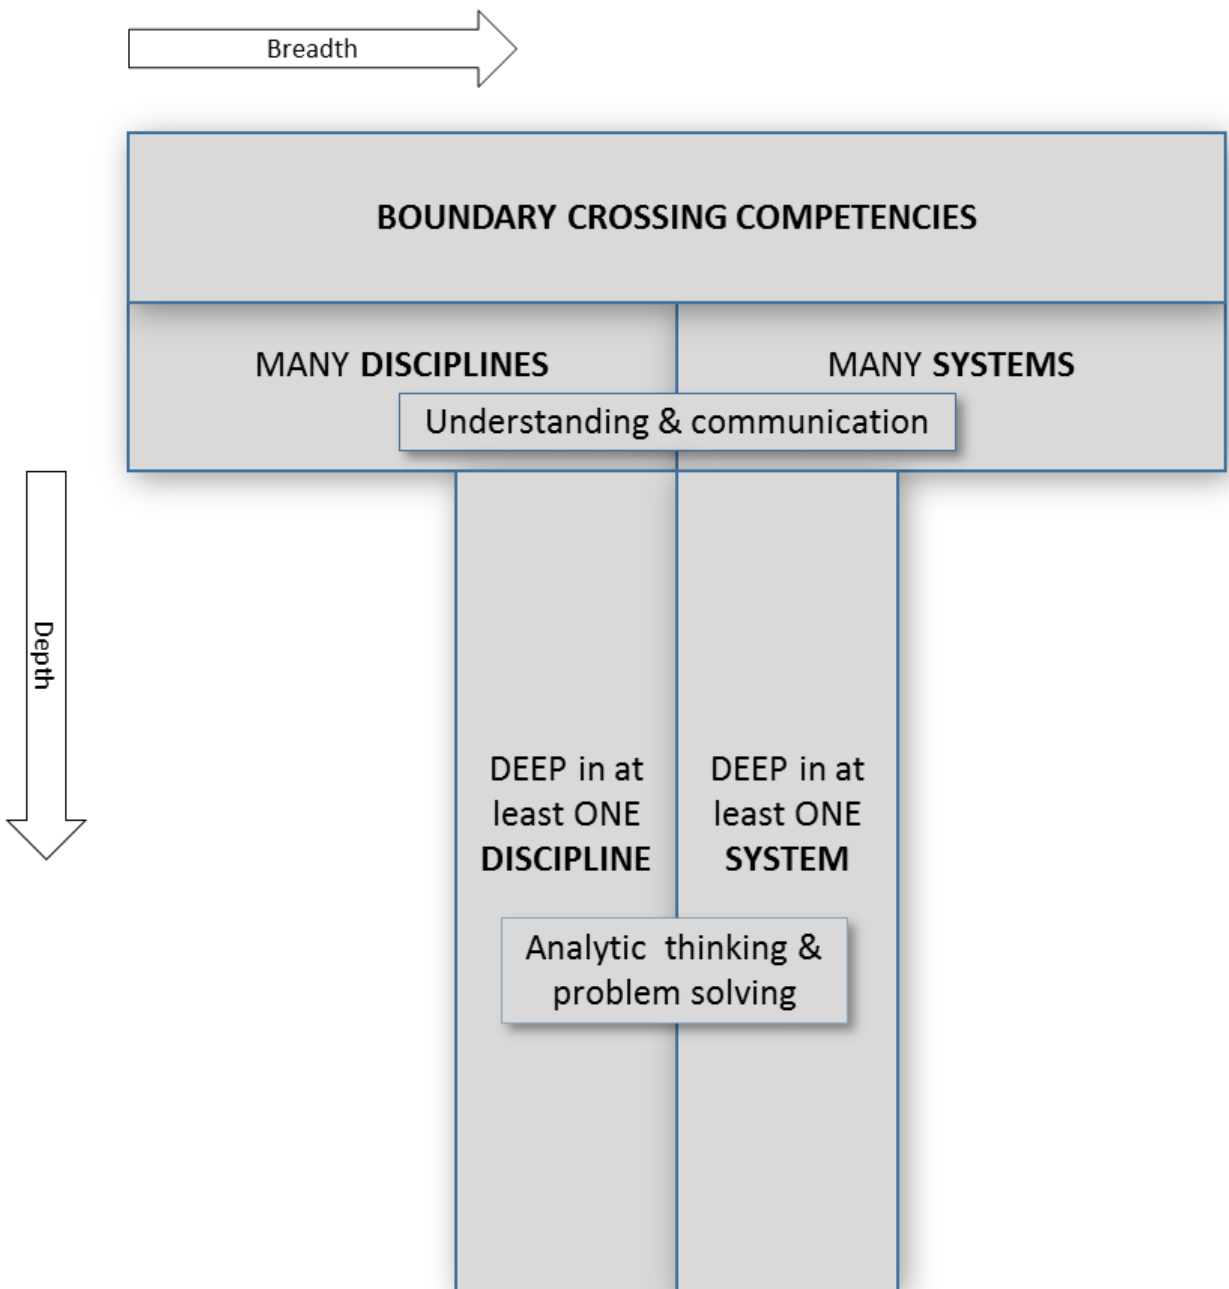 Breadth
BOUNDARY CROSSING COMPETENCIES
MANY DISCIPLINES
MANY SYSTEMS
Understanding & communication
Depth
DEEP in at
least ONE
DISCIPLINE
DEEP in at
least ONE
SYSTEM
Analytic thinking &
problem solving